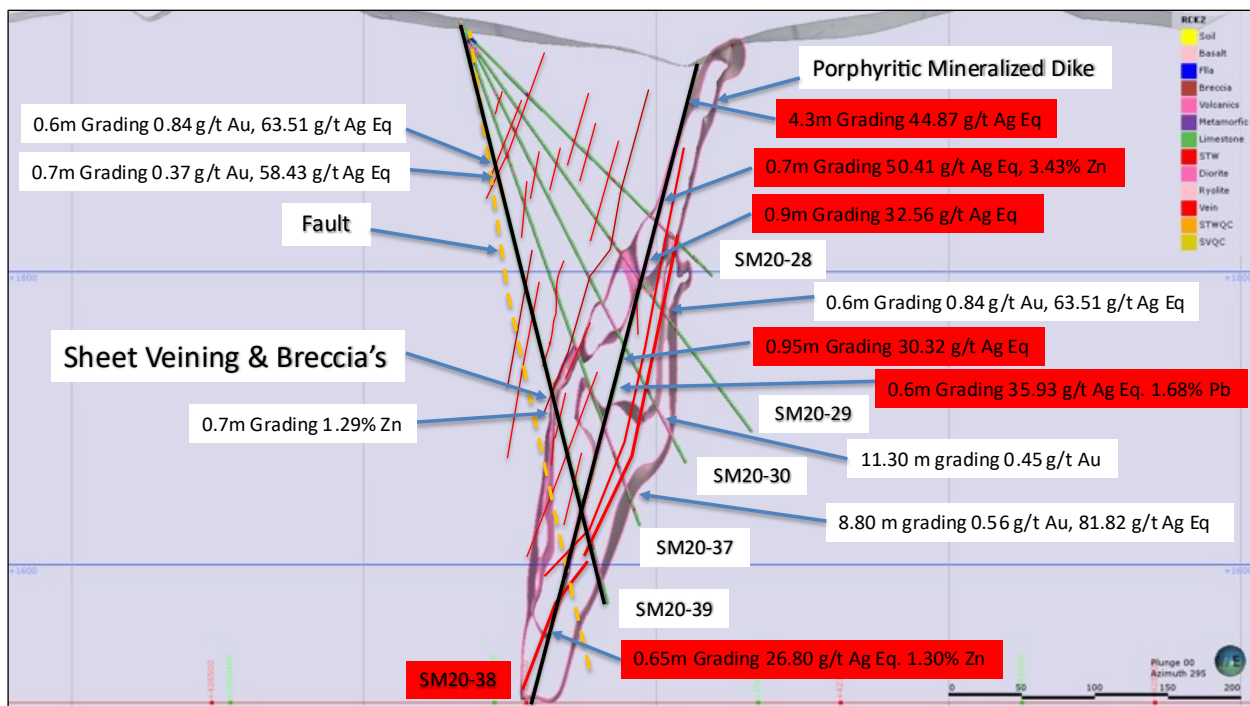 RCK2
Soil
Basalt
Flla
Breccia
Volcanics
Metamorfic
Limestone
STW
Diorite
Ryolite
Vein
STWQC
SVQC
Porphyritic Mineralized Dike
4.3m Grading 44.87 g/t Ag Eq
0.6m Grading 0.84 g/t Au, 63.51 g/t Ag Eq
0.7m Grading 50.41 g/t Ag Eq, 3.43% Zn
0.7m Grading 0.37 g/t Au, 58.43 g/t Ag Eq
0.9m Grading 32.56 g/t Ag Eq
Fault
SM20-28
+1800
0.6m Grading 0.84 g/t Au, 63.51 g/t Ag Eq
Sheet Veining & Breccia's
0.95m Grading 30.32 g/t Ag Eq
0.6m Grading 35.93 g/t Ag Eq. 1.68% Pb
0.7m Grading 1.29% Zn
SM20-29
11.30 m grading 0.45 g/t Au
SM20-30
8.80 m grading 0.56 g/t Au, 81.82 g/t Ag Eq
SM20-37
+1600
SM20-39
0.65m Grading 26.80 g/t Ag Eq. 1.30% Zn
SM20-38
Plunge 00
Azimuth 295
E
0 50 100 150 200
+426500